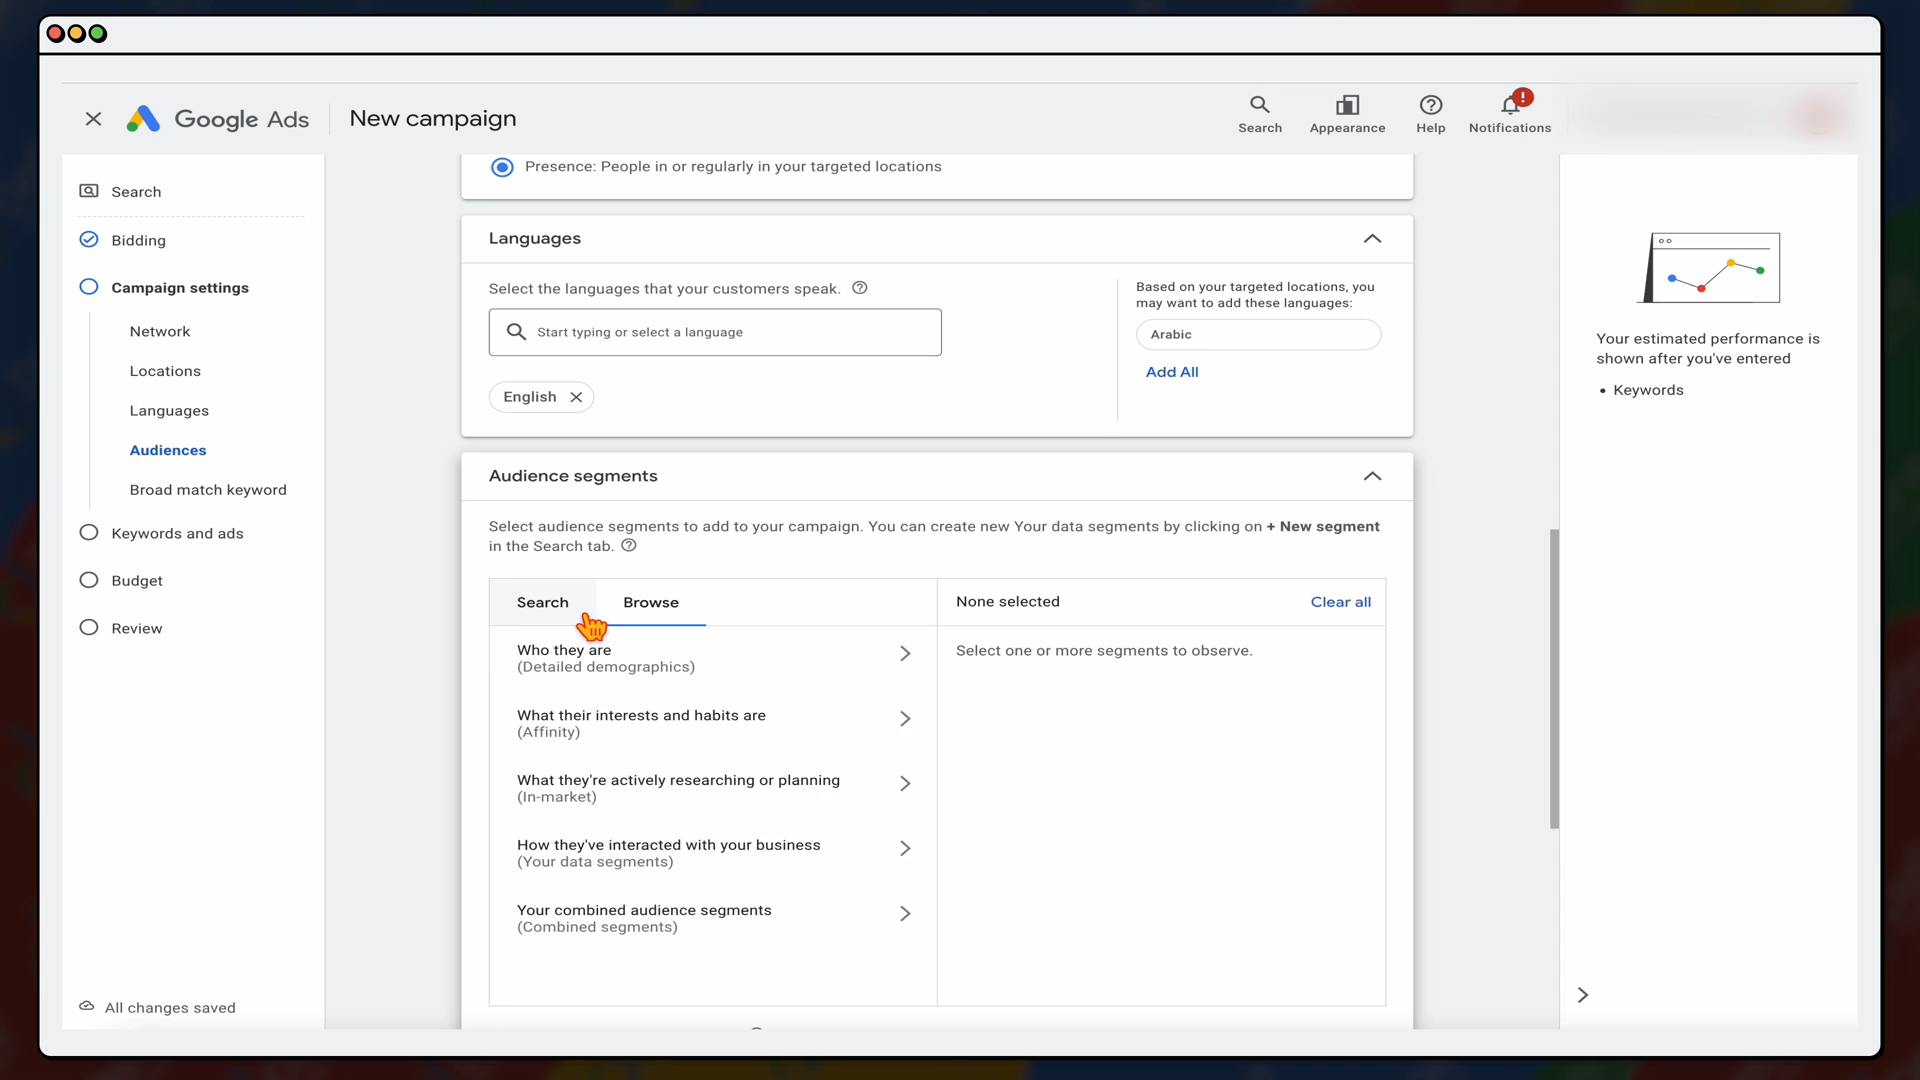 Google Ads
New campaign
Search
Appearance
Help
Notifications
Search
Bidding
Campaign settings
Network
Locations
Languages
Audiences
Broad match keyword
Keywords and ads
Budget
Review
All changes saved
Presence: People in or regularly in your targeted locations
Languages
Select the languages that your customers speak.
Start typing or select a language
English
Based on your targeted locations, you
may want to add these languages:
Arabic
Add All
Audience segments
Select audience segments to add to your campaign. You can create new Your data segments by clicking on + New segment
in the Search tab.
Search
Browse
None selected
Clear all
Who they are
(Detailed demographics)
What their interests and habits are
(Affinity)
What they're actively researching or planning
(In-market)
How they've interacted with your business
(Your data segments)
Your combined audience segments
(Combined segments)
Select one or more segments to observe.
Your estimated performance is
shown after you've entered
• Keywords